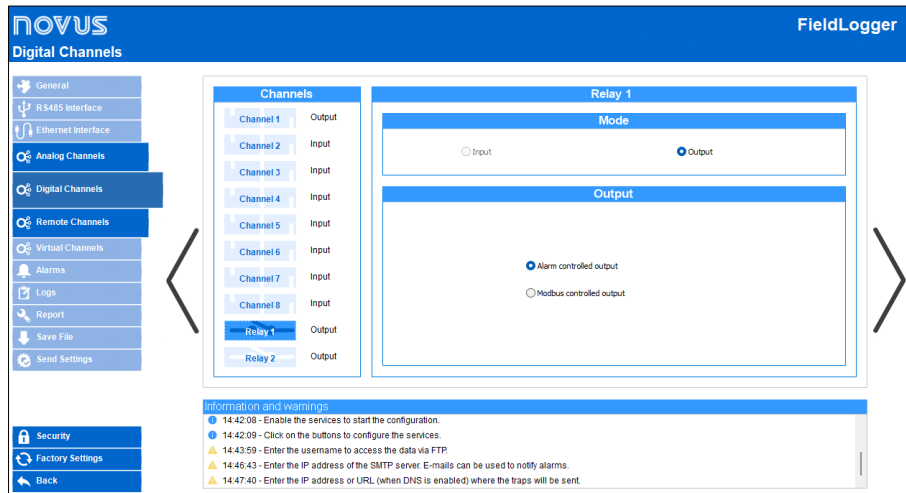 novus
FieldLogger
Digital Channels
General
RS485 Interface
Ethernet Interface
Analog Channels
Digital Channels
Remote Channels
Virtual Channels
Alarms
Logs
Report
Save File
Send Settings
Security
Factory Settings
Back
Channels
Channel 1 Output
Channel 2 Input
Channel 3 Input
Channel 4 Input
Channel 5 Input
Channel 6 Input
Channel 7 Input
Channel 8 Input
Relay 1 Output
Relay 2 Output
Relay 1
Mode
Input Output
Output
Alarm controlled output
Modbus controlled output
Information and warnings
14:42:08 - Enable the services to start the configuration.
14:42:09 - Click on the buttons to configure the services.
14:43:59 - Enter the username to access the data via FTP.
14:46:43 - Enter the IP address of the SMTP server. E-mails can be used to notify alarms.
14:47:40 - Enter the IP address or URL (when DNS is enabled) where the traps will be sent.